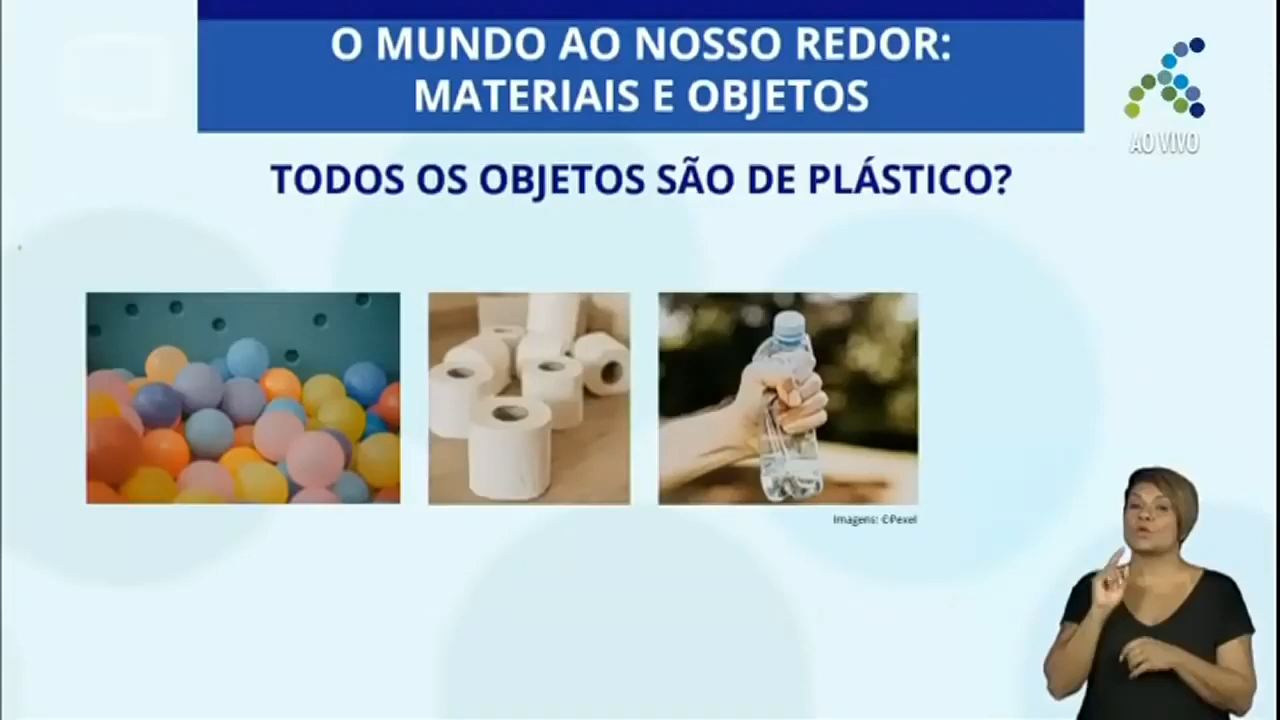 O MUNDO AO NOSSO REDOR:
MATERIAIS E OBJETOS
AO VIVO
TODOS OS OBJETOS SÃO DE PLÁSTICO?
Imagens: ©Pexel